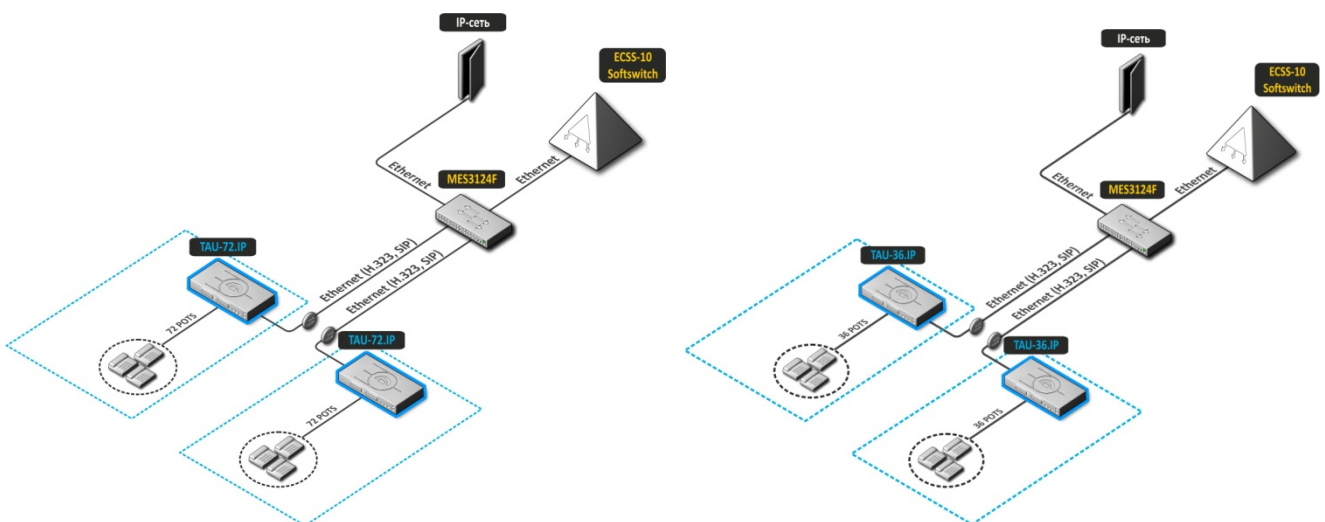 IP-сеть
ECSS-10
Softswitch
Ethernet
Ethernet
MES3124F
TAU-72.IP
Ethernet (H.323, SIP)
Ethernet (H.323, SIP)
72 POTS
TAU-72.IP
72 POTS
IP-сеть
ECSS-10
Softswitch
Ethernet
Ethernet
MES3124F
TAU-36.IP
Ethernet (H.323, SIP)
Ethernet (H.323, SIP)
36 POTS
TAU-36.IP
36 POTS